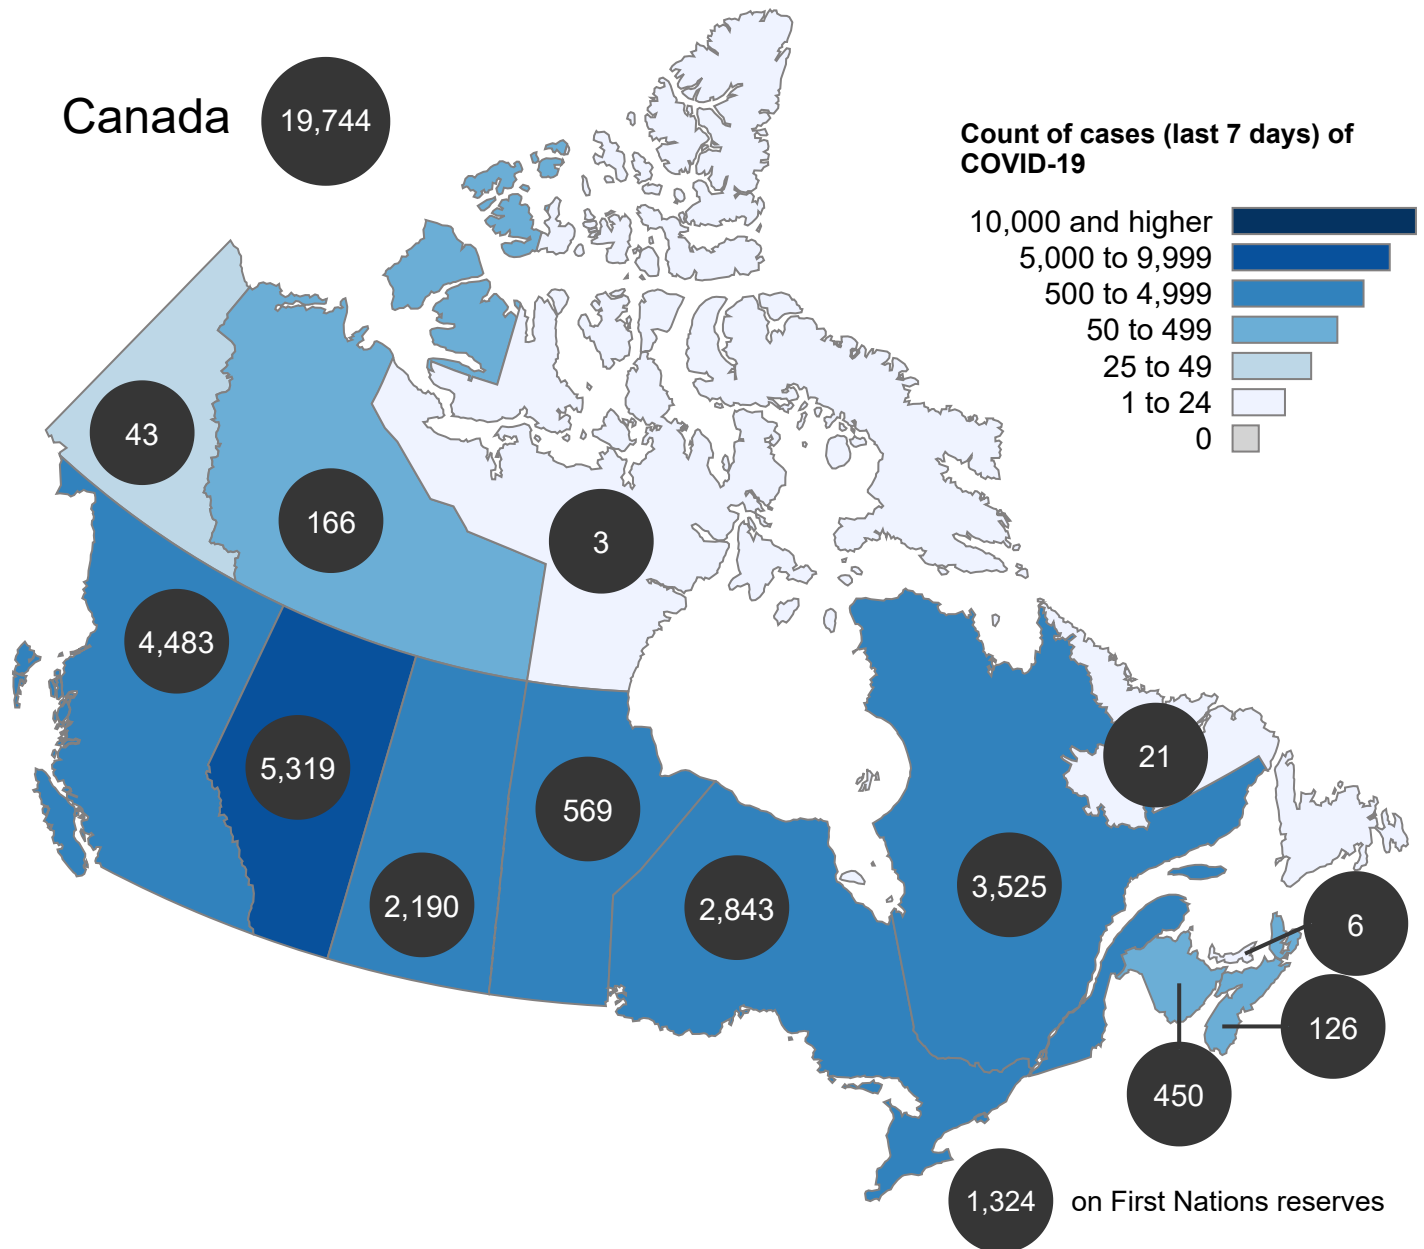 Canada
19,744
Count of cases (last 7 days) of
COVID-19
10,000 and higher
5,000 to 9,999
500 to 4,999
50 to 499
25 to 49
1 to 24
0
43
166
3
4,483
5,319
2,190
569
2,843
3,525
21
6
126
450
1,324 on First Nations reserves